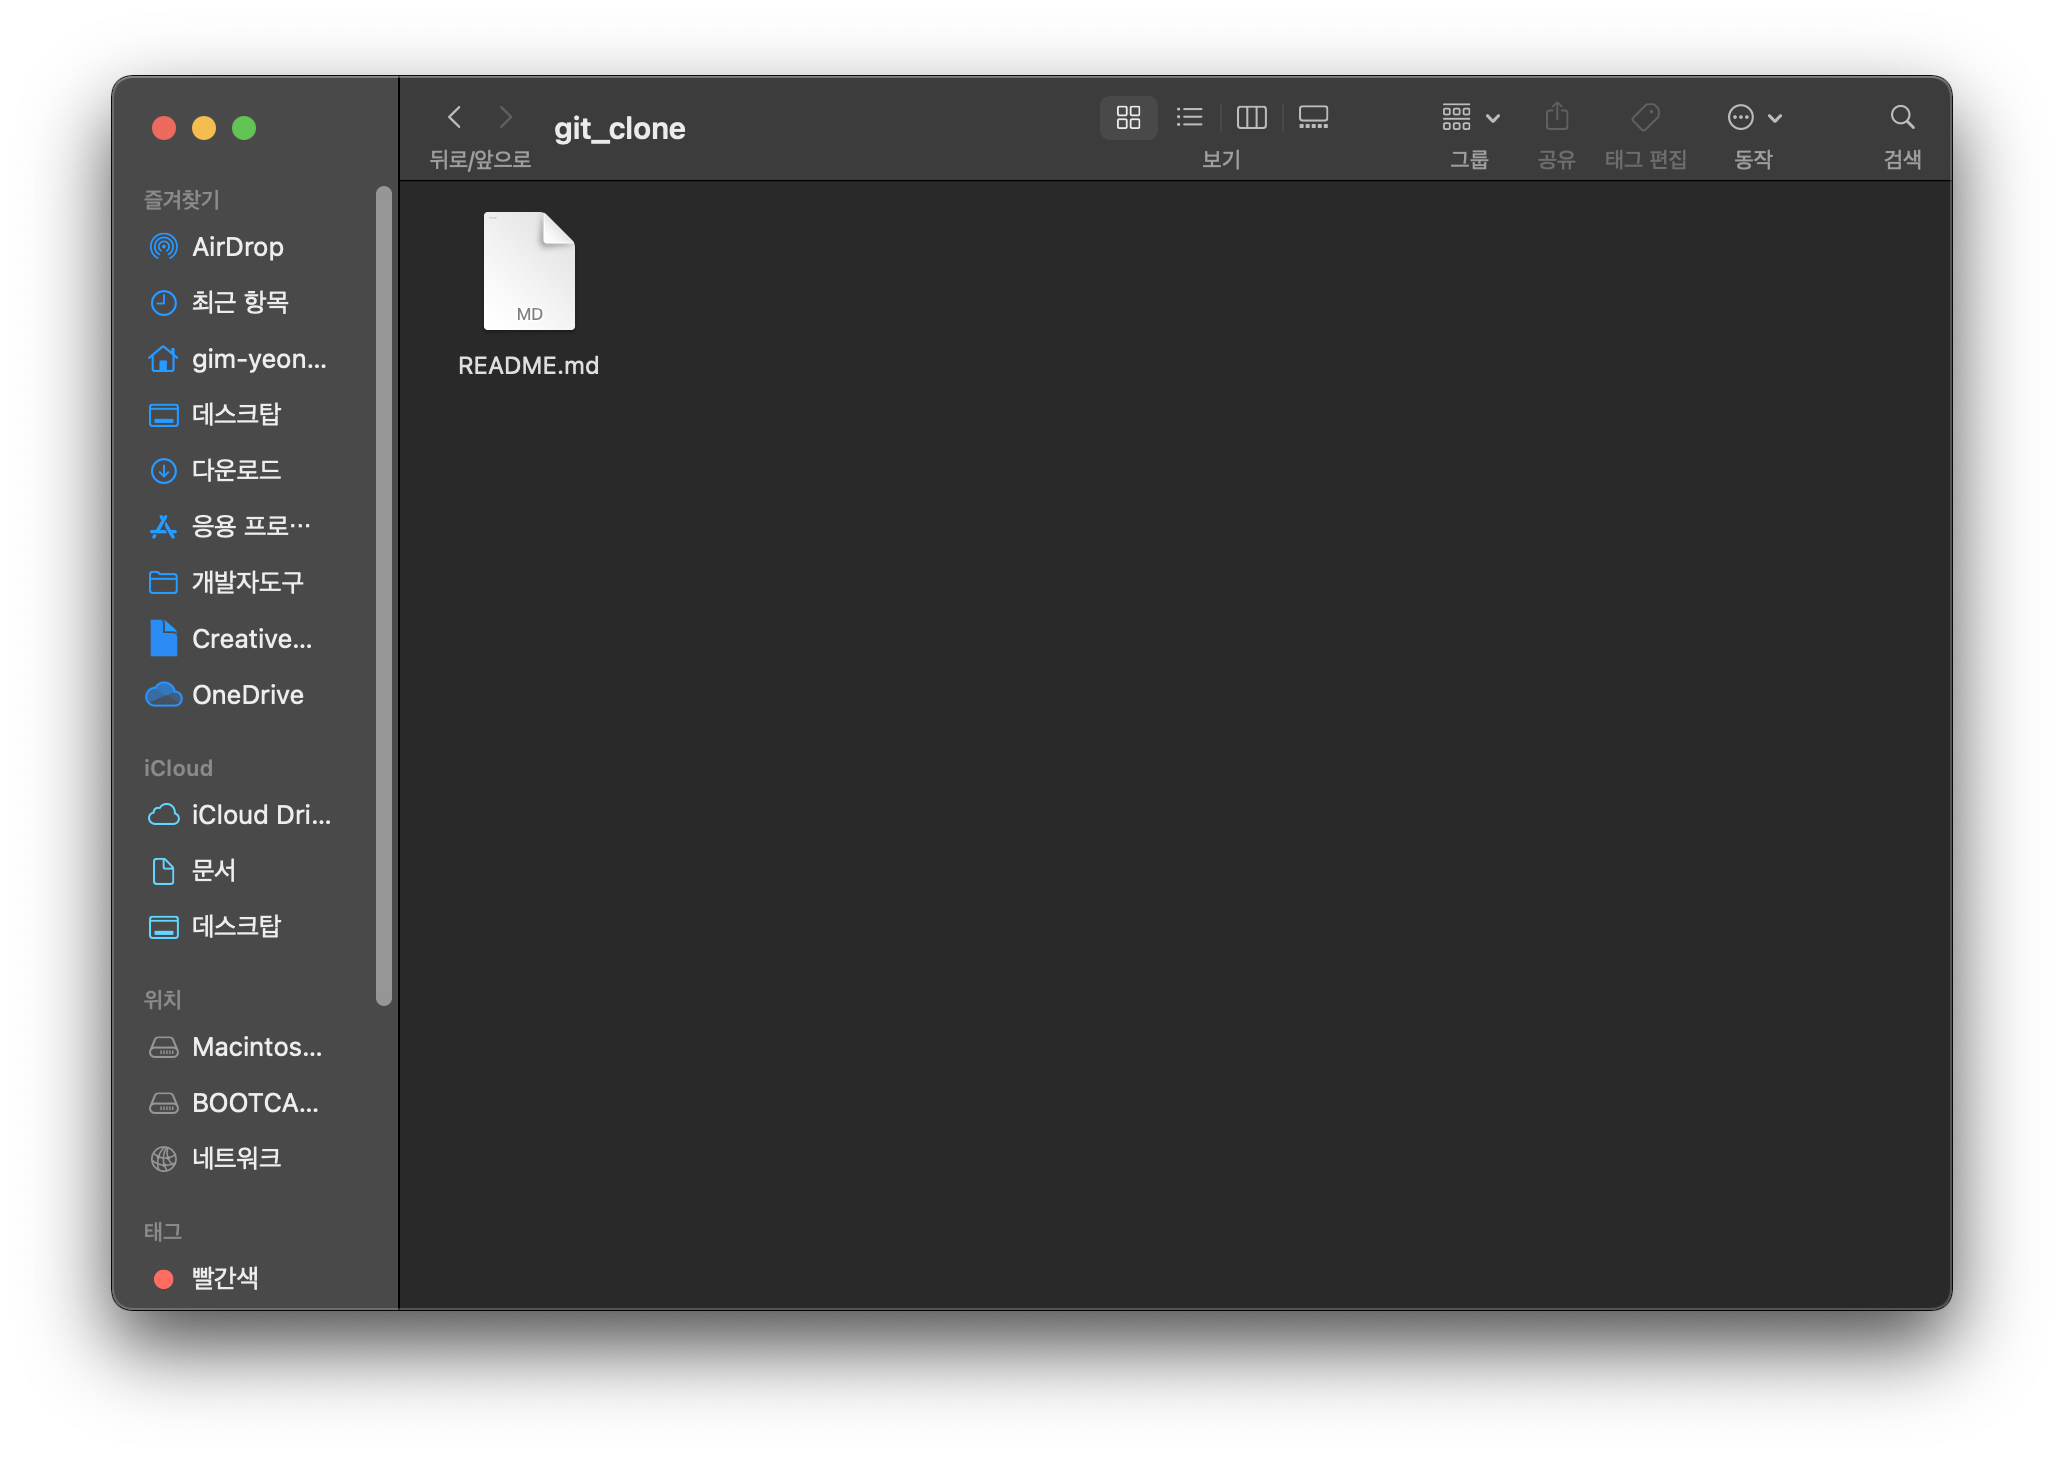 git_clone
뒤로/앞으로
보기
그룹
공유
태그 편집
동작
검색
즐겨찾기
AirDrop
최근 항목
gim-yeon...
데스크탑
다운로드
응용 프로…
개발자도구
Creative...
OneDrive
iCloud
iCloud Dri...
문서
데스크탑
위치
Macintos...
BOOTCA...
네트워크
태그
빨간색
MD
README.md